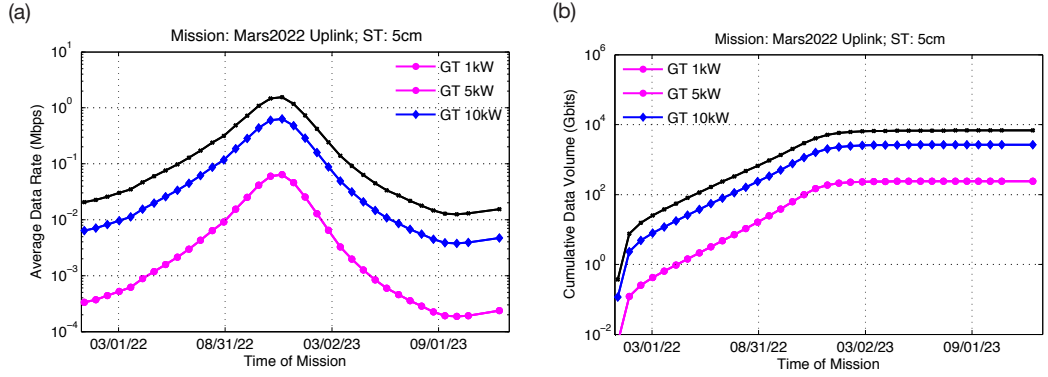 (a)
Mission: Mars2022 Uplink; ST: 5cm
Average Data Rate (Mbps)
10^1
10^0
10^-1
10^-2
10^-3
10^-4
GT 1kW
GT 5kW
GT 10kW
03/01/22 08/31/22 03/02/23 09/01/23
Time of Mission
(b)
Mission: Mars2022 Uplink; ST: 5cm
Cumulative Data Volume (Gbits)
10^6
10^4
10^2
10^0
10^-2
GT 1kW
GT 5kW
GT 10kW
03/01/22 08/31/22 03/02/23 09/01/23
Time of Mission